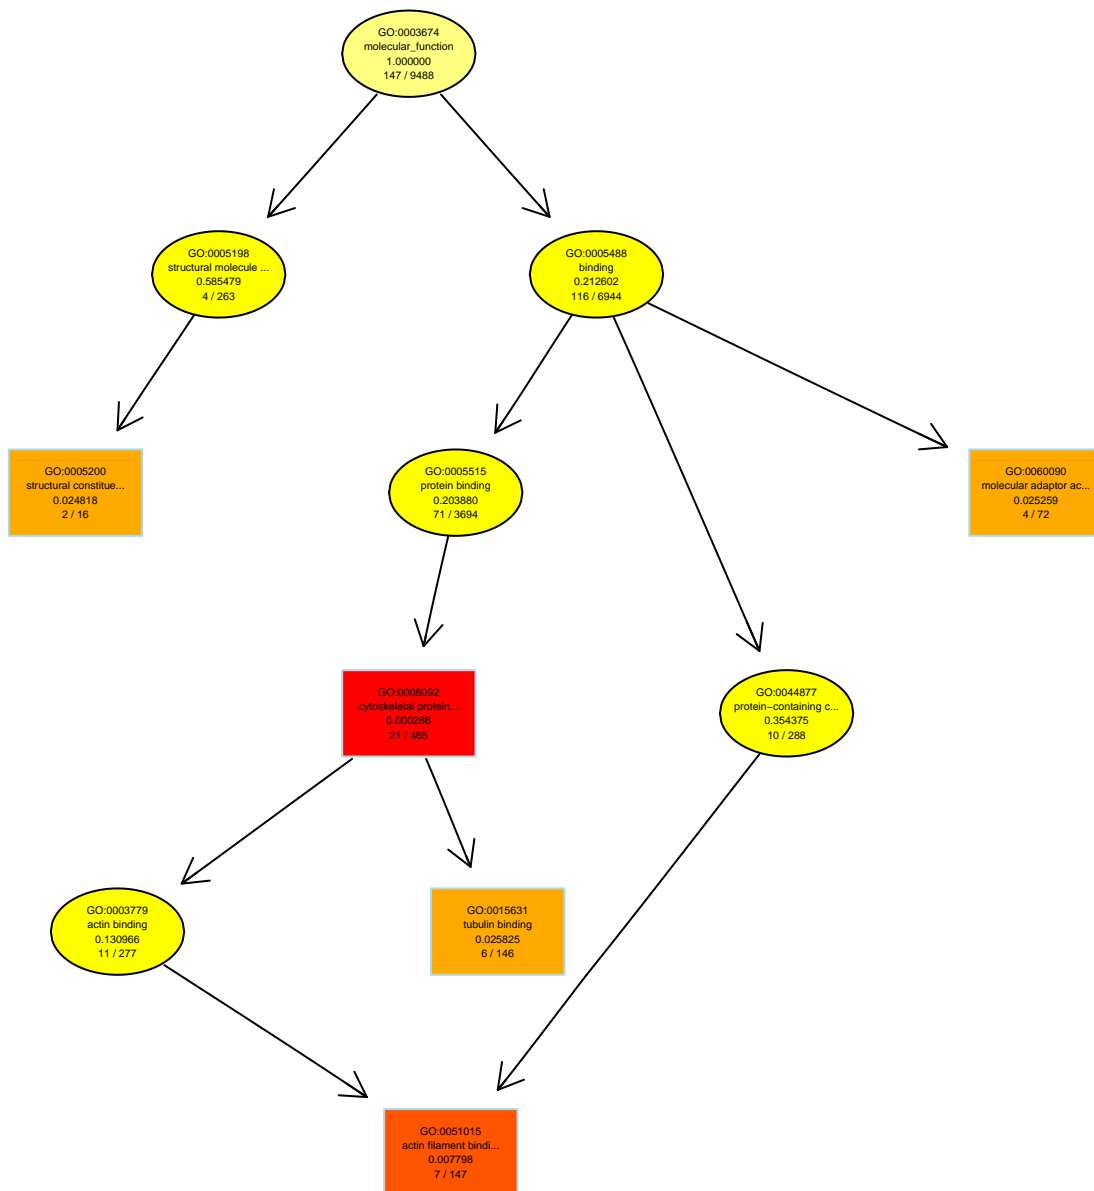 GO:0003674
molecular_function
1.000000
147 / 9488
GO:0005198
structural molecule ...
0.585479
4 / 263
GO:0005488
binding
0.212602
116 / 6944
GO:0005200
structural constitue...
0.024818
2 / 16
GO:0005515
protein binding
0.203880
71 / 3694
GO:0060090
molecular adaptor ac...
0.025259
4 / 72
GO:0008092
cytoskeletal protein...
0.000286
21 / 465
GO:0044877
protein−containing c...
0.354375
10 / 288
GO:0003779
actin binding
0.130966
11 / 277
GO:0015631
tubulin binding
0.025825
6 / 146
GO:0051015
actin filament bindi...
0.007798
7 / 147